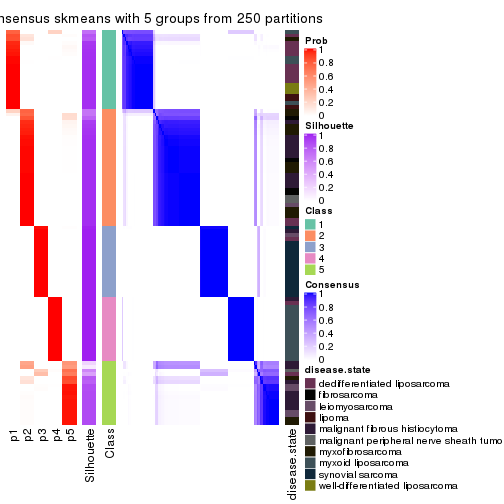 nsensus skmeans with 5 groups from 250 partitions
Prob
1
0.8
0.6
0.4
0.2
0
Silhouette
1
0.8
0.6
0.4
0.2
0
Class
1
2
3
4
5
Consensus
1
0.8
0.6
0.4
0.2
0
disease.state
dedifferentiated liposarcoma
fibrosarcoma
leiomyosarcoma
lipoma
malignant fibrous histiocytoma
malignant peripheral nerve sheath tumo
myxofibrosarcoma
myxoid liposarcoma
synovial sarcoma
well-differentiated liposarcoma
p1
p2
p3
p4
p5
Silhouette
Class
disease.state